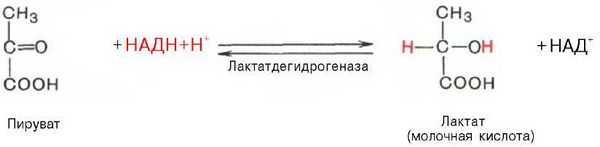 CH₃
C=O
COOH
Пируват
+НАДН+Н⁺
Лактатдегидрогеназа
CH₃
H–C–OH
COOH
Лактат
(молочная кислота)
+НАД⁺